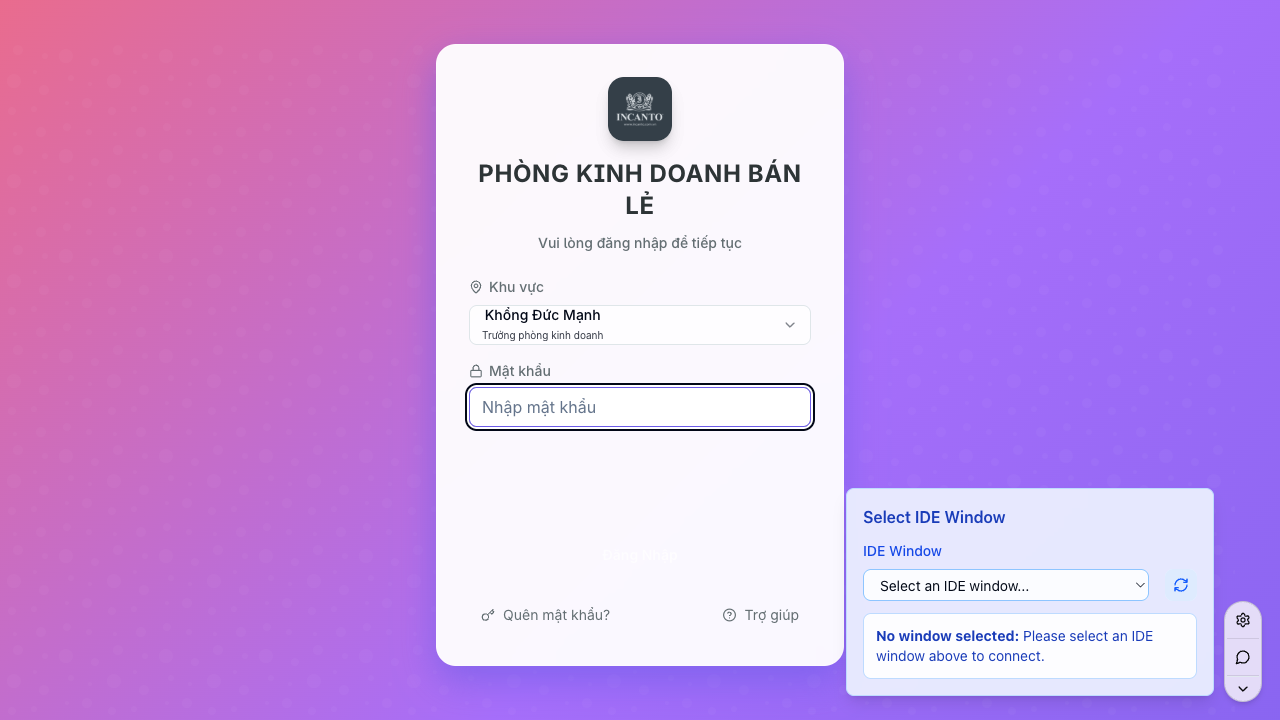 INCANTO
PHÒNG KINH DOANH BÁN
LẺ
Vui lòng đăng nhập để tiếp tục
Khu vực
Khổng Đức Mạnh
Trưởng phòng kinh doanh
Mật khẩu
Nhập mật khẩu
Đăng Nhập
Quên mật khẩu?
Trợ giúp
Select IDE Window
IDE Window
Select an IDE window...
No window selected: Please select an IDE
window above to connect.